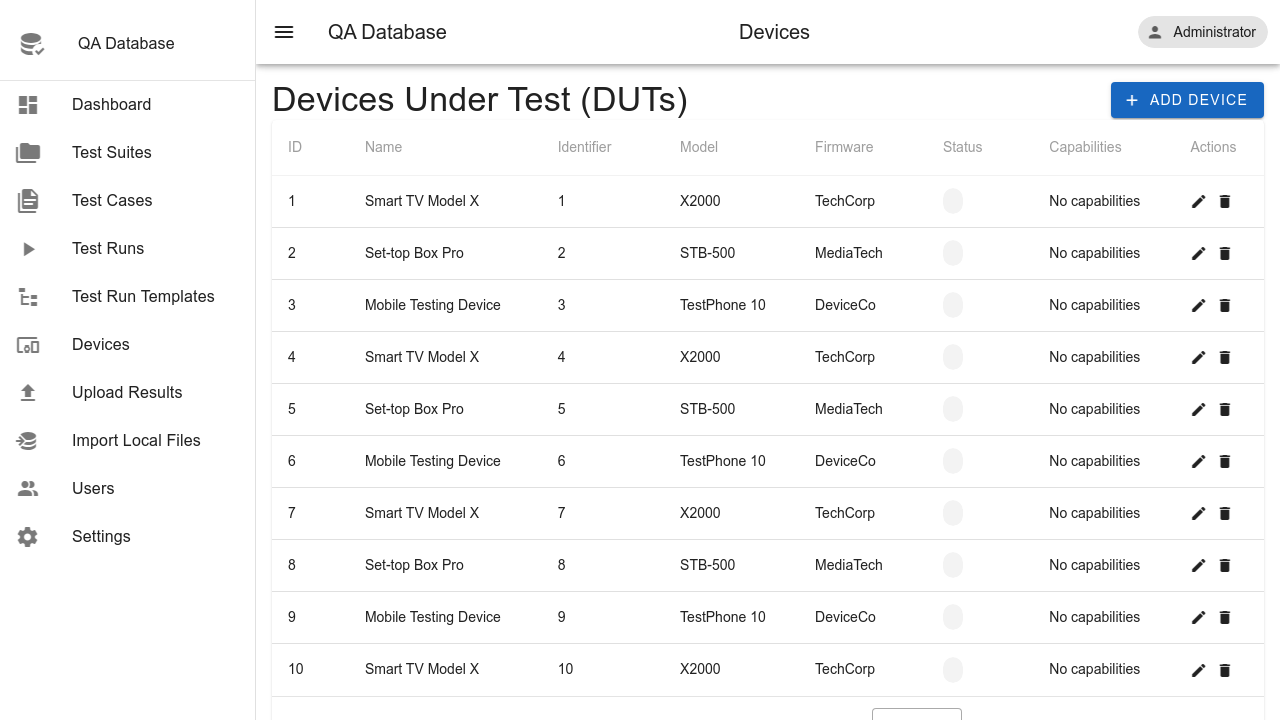 QA Database
QA Database
Devices
Administrator
Dashboard
Test Suites
Test Cases
Test Runs
Test Run Templates
Devices
Upload Results
Import Local Files
Users
Settings
Devices Under Test (DUTs)
ADD DEVICE
ID Name Identifier Model Firmware Status Capabilities Actions
1 Smart TV Model X 1 X2000 TechCorp No capabilities
2 Set-top Box Pro 2 STB-500 MediaTech No capabilities
3 Mobile Testing Device 3 TestPhone 10 DeviceCo No capabilities
4 Smart TV Model X 4 X2000 TechCorp No capabilities
5 Set-top Box Pro 5 STB-500 MediaTech No capabilities
6 Mobile Testing Device 6 TestPhone 10 DeviceCo No capabilities
7 Smart TV Model X 7 X2000 TechCorp No capabilities
8 Set-top Box Pro 8 STB-500 MediaTech No capabilities
9 Mobile Testing Device 9 TestPhone 10 DeviceCo No capabilities
10 Smart TV Model X 10 X2000 TechCorp No capabilities